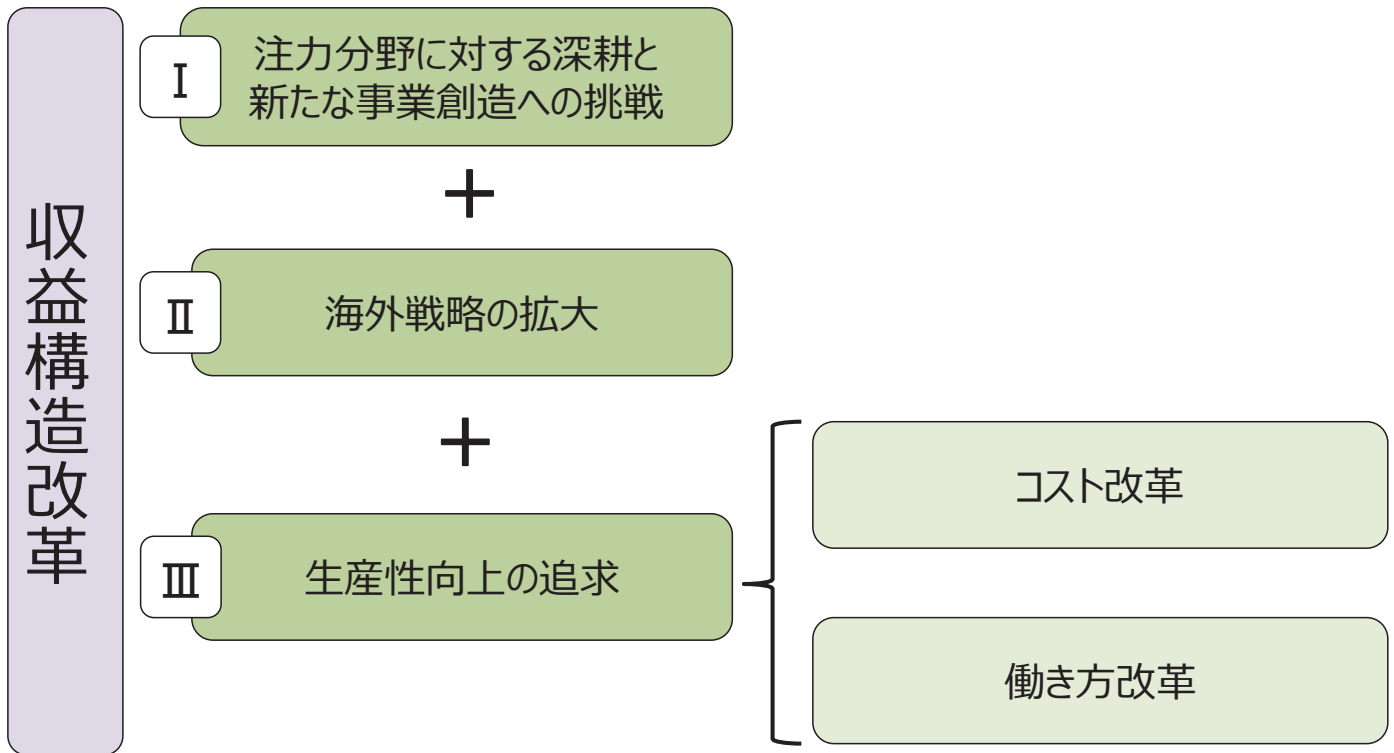 収益構造改革
Ⅰ
注力分野に対する深耕と
新たな事業創造への挑戦
+
Ⅱ
海外戦略の拡大
+
Ⅲ
生産性向上の追求
コスト改革
働き方改革